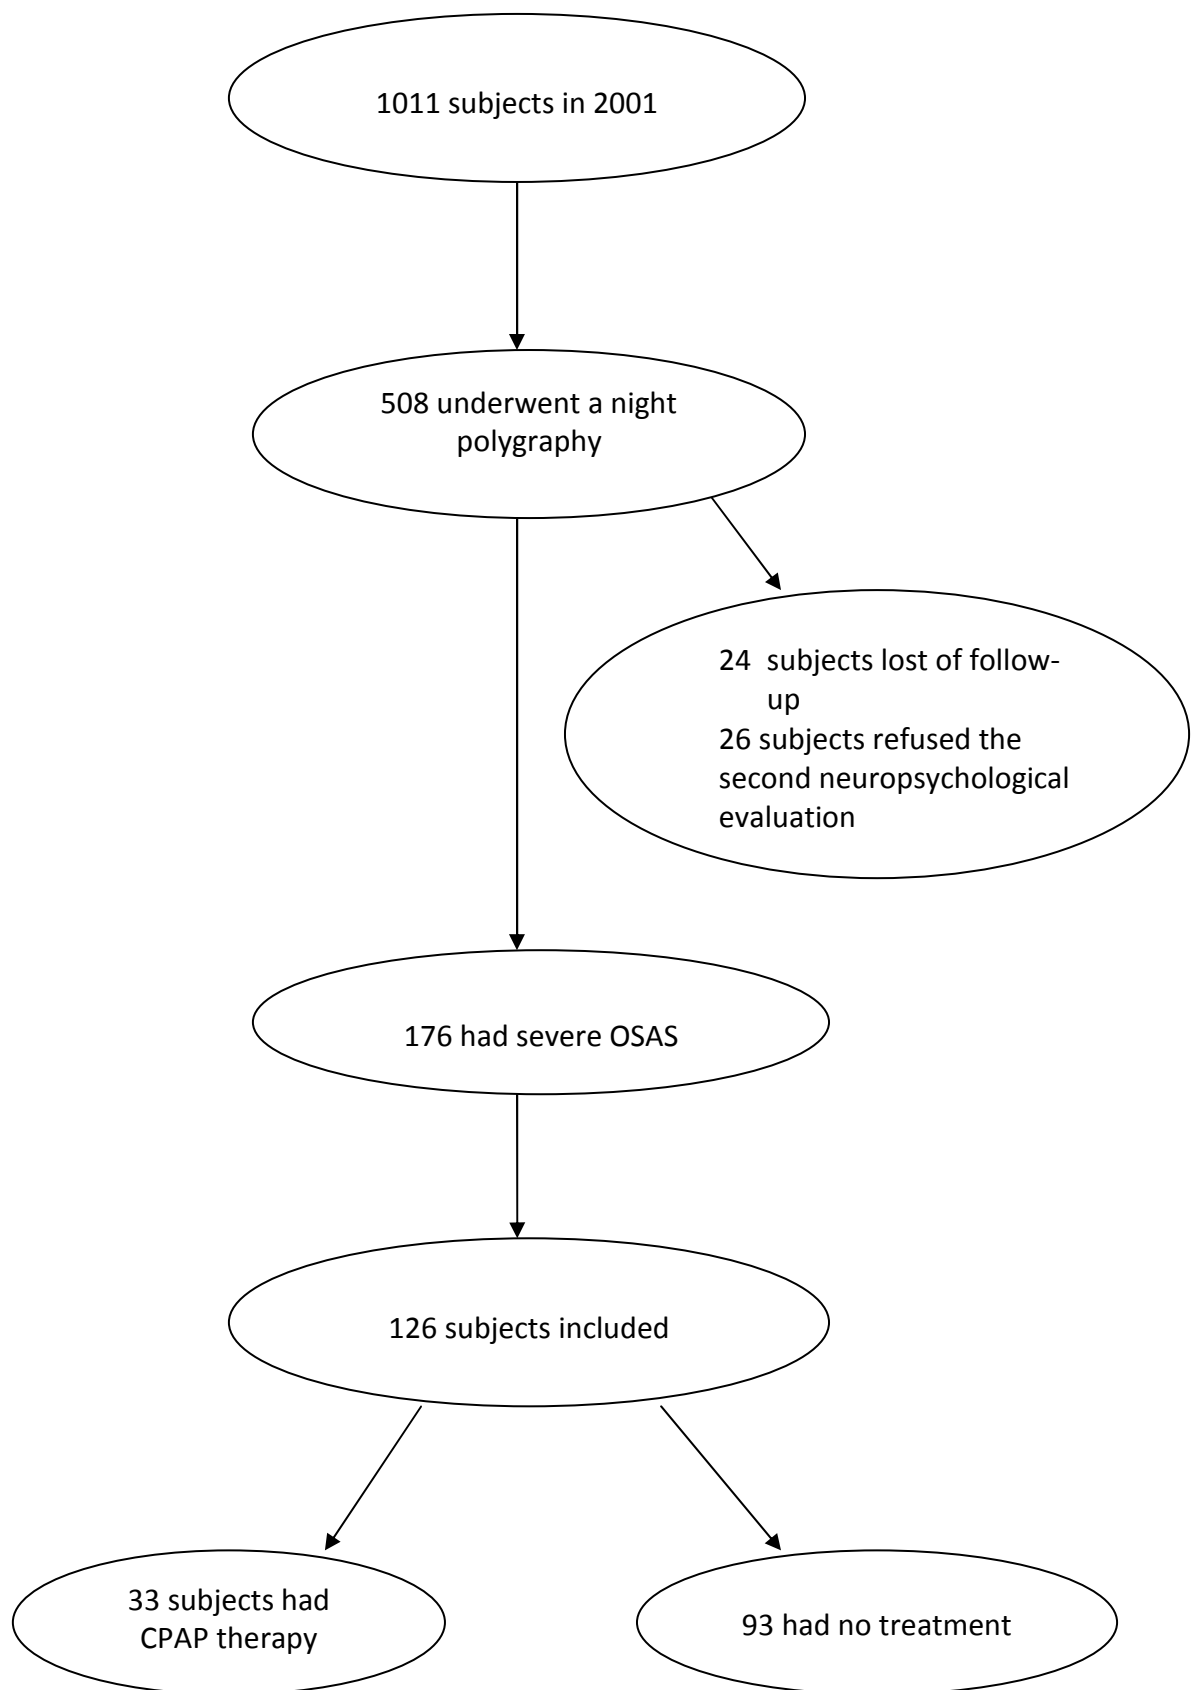 1011 subjects in 2001
508 underwent a night
polygraphy
24 subjects lost of follow-
up
26 subjects refused the
second neuropsychological
evaluation
176 had severe OSAS
126 subjects included
33 subjects had
CPAP therapy
93 had no treatment